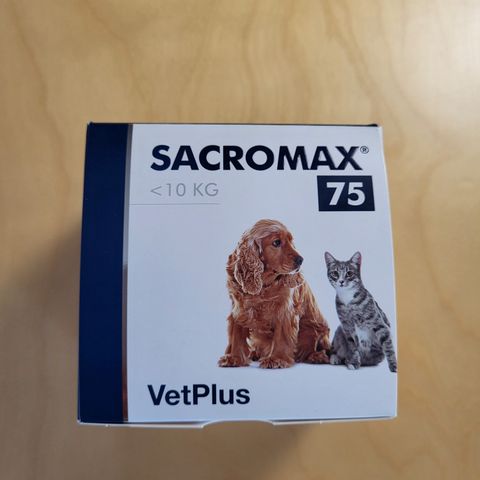 SACROMAX®
<10 KG
75
VetPlus